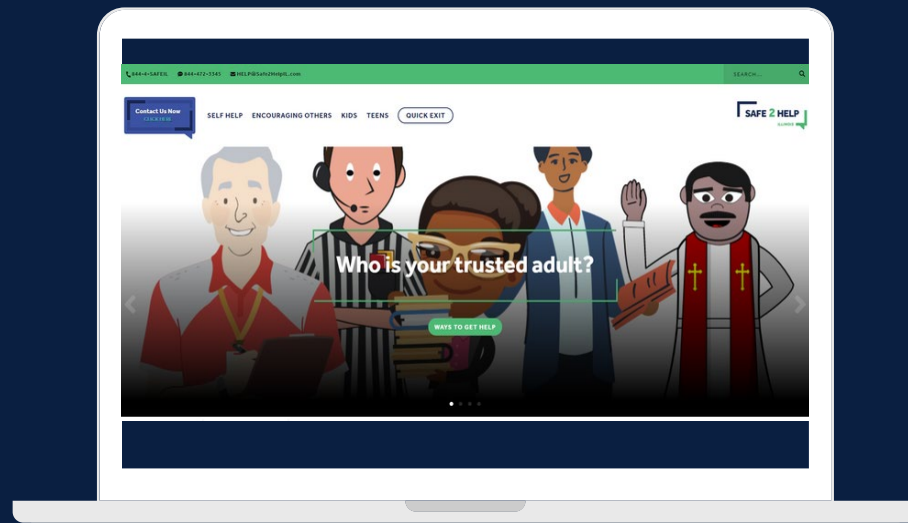 844-4-SAFEIL 844-472-3345 HELP@Safe2HelpIL.com SEARCH...
Contact Us Now
CLICK HERE
SELF HELP ENCOURAGING OTHERS KIDS TEENS QUICK EXIT
SAFE 2 HELP
ILLINOIS
Who is your trusted adult?
WAYS TO GET HELP